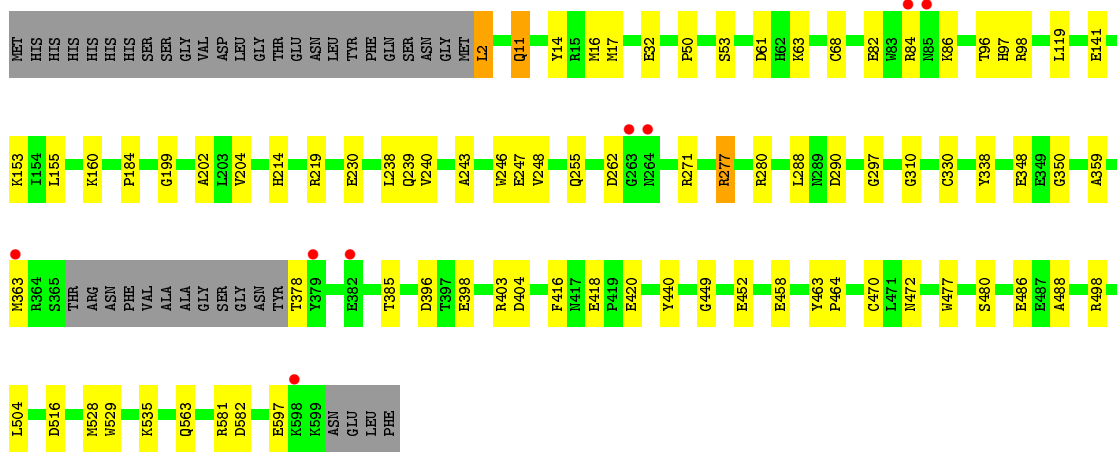 MET HIS HIS HIS HIS HIS HIS SER SER GLY VAL ASP LEU GLY THR GLU ASN LEU TYR PHE GLN SER ASN GLY MET L2 Q11 Y14 R15 M16 M17 E32 P50 S53 D61 H62 K63 C68 E82 W83 R84 N85 K86 T96 H97 R98 L119 E141
K153 I154 L155 K160 P184 G199 A202 L203 V204 H214 R219 E230 L238 Q239 V240 A243 W246 E247 V248 Q255 D262 G263 N264 R271 R277 R280 L288 N289 D290 G297 G310 C330 Y338 E348 E349 G350 A359
M363 R364 S365 THR ARG ASN PHE VAL ALA ALA GLY SER GLY ASN TYR T378 Y379 E382 T385 D396 T397 E398 R403 D404 F416 N417 E418 P419 E420 Y440 G449 E452 E458 Y463 P464 C470 L471 N472 W477 S480 E486 E487 A488 R498
L504 D516 M528 W529 K535 Q563 R581 D582 E597 K598 K599 ASN GLU LEU PHE